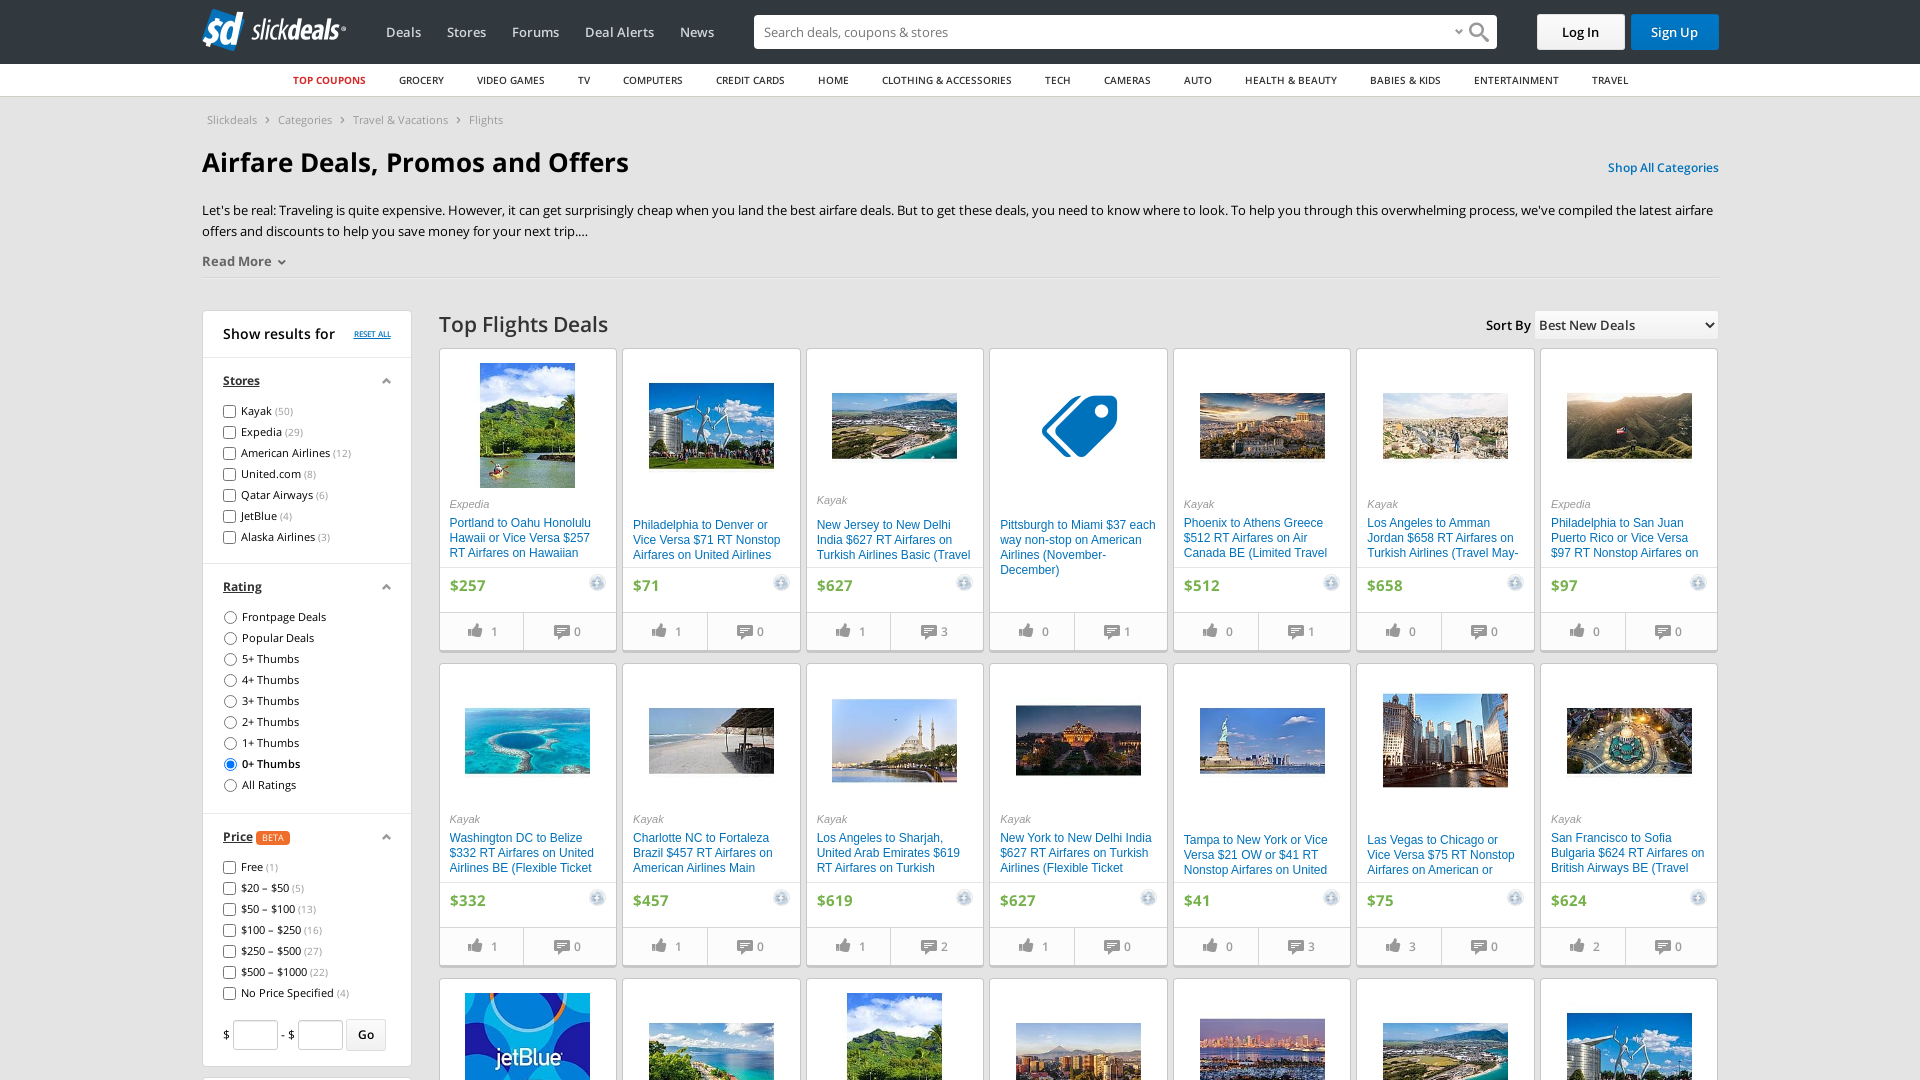 sd slickdeals
Deals
Stores
Forums
Deal Alerts
News
Search deals, coupons & stores
Log In
Sign Up
TOP COUPONS
GROCERY
VIDEO GAMES
TV
COMPUTERS
CREDIT CARDS
HOME
CLOTHING & ACCESSORIES
TECH
CAMERAS
AUTO
HEALTH & BEAUTY
BABIES & KIDS
ENTERTAINMENT
TRAVEL
Slickdeals > Categories > Travel & Vacations > Flights
Airfare Deals, Promos and Offers
Shop All Categories
Let's be real: Traveling is quite expensive. However, it can get surprisingly cheap when you land the best airfare deals. But to get these deals, you need to know where to look. To help you through this overwhelming process, we've compiled the latest airfare
offers and discounts to help you save money for your next trip....
Read More
Show results for
RESET ALL
Stores
Kayak (50)
Expedia (29)
American Airlines (12)
United.com (8)
Qatar Airways (6)
JetBlue (4)
Alaska Airlines (3)
Rating
Frontpage Deals
Popular Deals
5+ Thumbs
4+ Thumbs
3+ Thumbs
2+ Thumbs
1+ Thumbs
0+ Thumbs
All Ratings
Price BETA
Free (1)
$20 – $50 (5)
$50 – $100 (13)
$100 – $250 (16)
$250 – $500 (27)
$500 – $1000 (22)
No Price Specified (4)
$ - $ Go
Top Flights Deals
Sort By Best New Deals
Expedia
Portland to Oahu Honolulu
Hawaii or Vice Versa $257
RT Airfares on Hawaiian
$257
1
0
Philadelphia to Denver or
Vice Versa $71 RT Nonstop
Airfares on United Airlines
$71
1
0
Kayak
New Jersey to New Delhi
India $627 RT Airfares on
Turkish Airlines Basic (Travel
$627
1
3
Pittsburgh to Miami $37 each
way non-stop on American
Airlines (November-
December)
0
1
Kayak
Phoenix to Athens Greece
$512 RT Airfares on Air
Canada BE (Limited Travel
$512
0
1
Kayak
Los Angeles to Amman
Jordan $658 RT Airfares on
Turkish Airlines (Travel May-
$658
0
0
Expedia
Philadelphia to San Juan
Puerto Rico or Vice Versa
$97 RT Nonstop Airfares on
$97
0
0
Kayak
Washington DC to Belize
$332 RT Airfares on United
Airlines BE (Flexible Ticket
$332
1
0
Kayak
Charlotte NC to Fortaleza
Brazil $457 RT Airfares on
American Airlines Main
$457
1
0
Kayak
Los Angeles to Sharjah,
United Arab Emirates $619
RT Airfares on Turkish
$619
1
2
Kayak
New York to New Delhi India
$627 RT Airfares on Turkish
Airlines (Flexible Ticket
$627
1
0
Tampa to New York or Vice
Versa $21 OW or $41 RT
Nonstop Airfares on United
$41
0
3
Las Vegas to Chicago or
Vice Versa $75 RT Nonstop
Airfares on American or
$75
3
0
Kayak
San Francisco to Sofia
Bulgaria $624 RT Airfares on
British Airways BE (Travel
$624
2
0
jetBlue